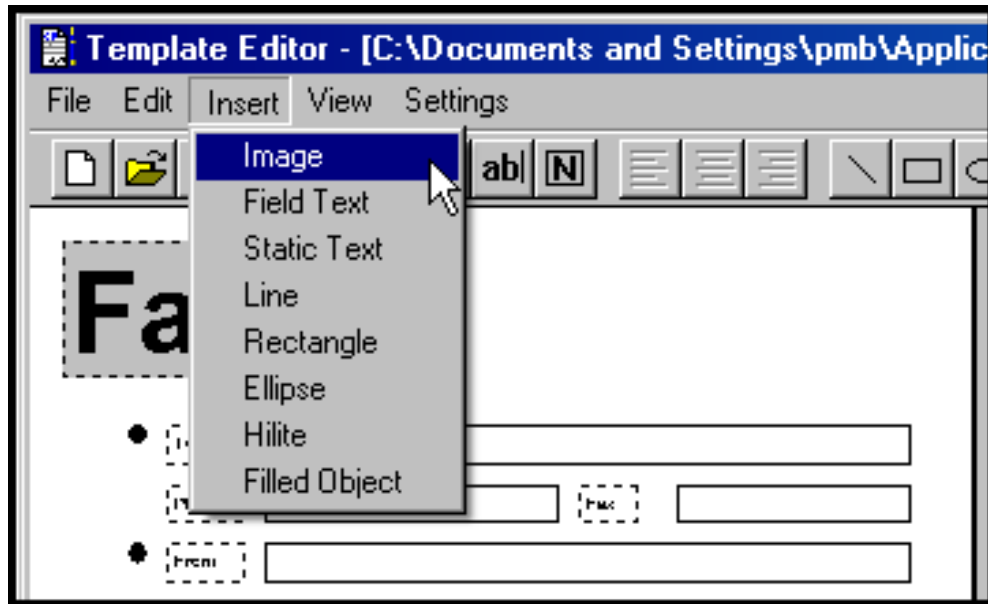 Template Editor - [C:\Documents and Settings\pmb\Applic
File Edit Insert View Settings
ab| N
Image
Field Text
Static Text
Line
Rectangle
Ellipse
Hilite
Filled Object
Fa
Fax
From